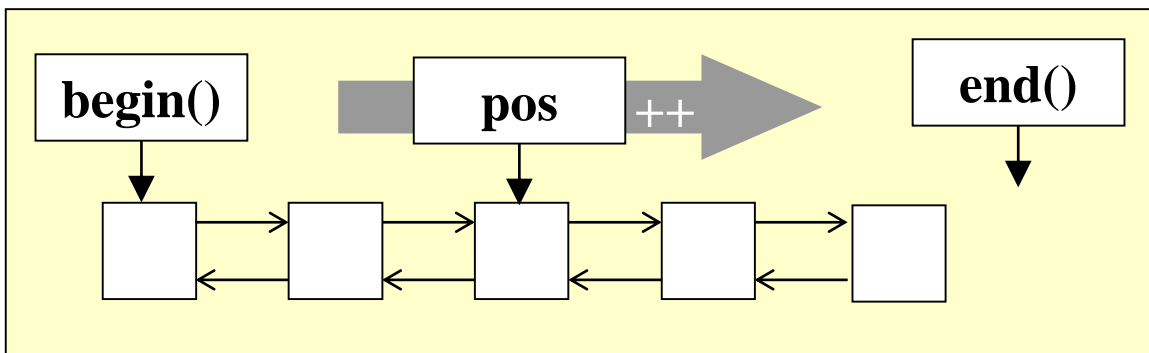 begin()
pos
++
end()